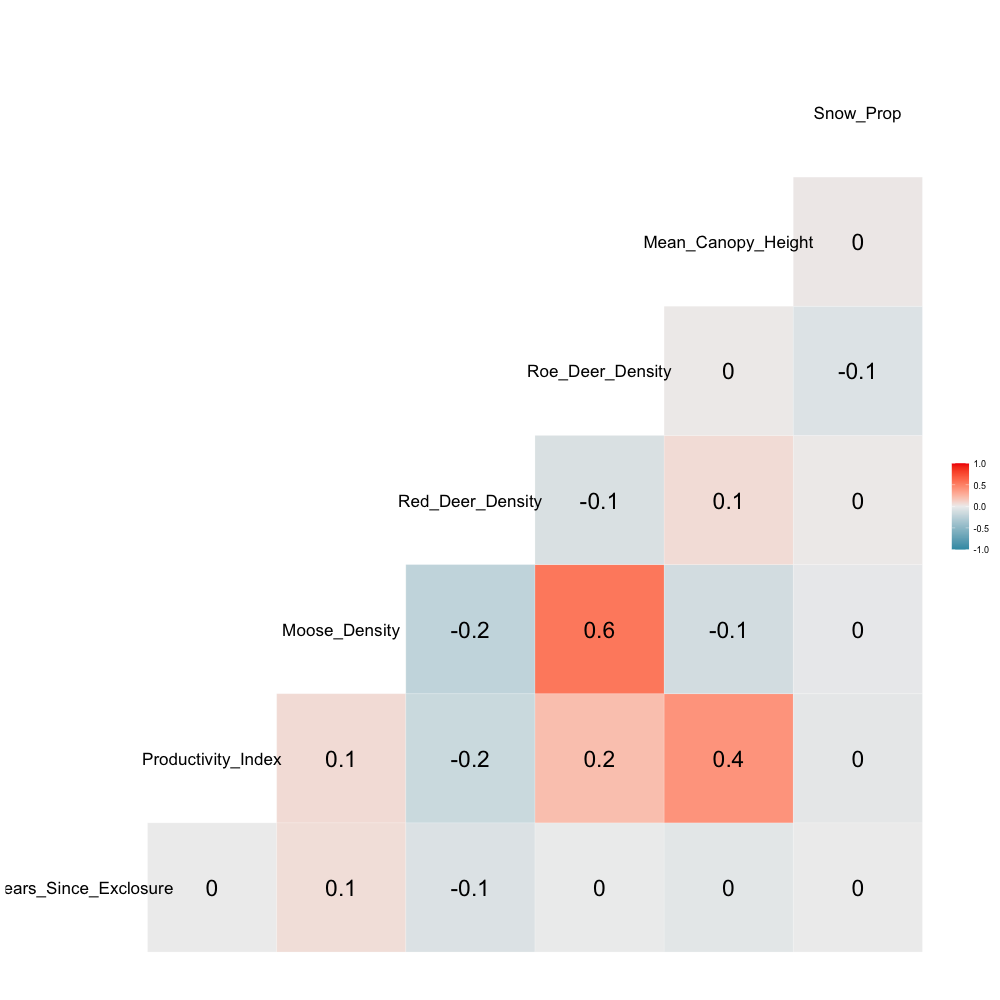 Snow_Prop
Mean_Canopy_Height 0
Roe_Deer_Density 0 -0.1
Red_Deer_Density -0.1 0.1 0
Moose_Density -0.2 0.6 -0.1 0
Productivity_Index 0.1 -0.2 0.2 0.4 0
ears_Since_Exclosure 0 0.1 -0.1 0 0 0
1.0
0.5
0.0
-0.5
-1.0